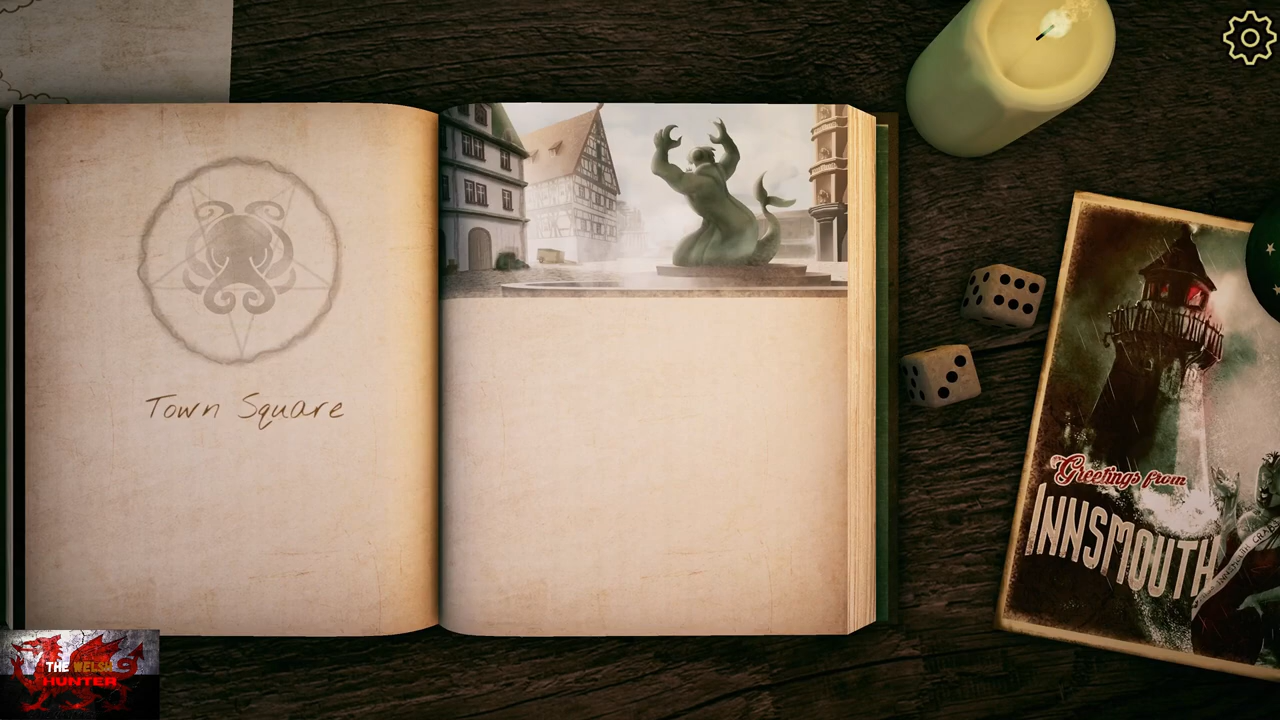 Town Square
Greetings from
INNSMOUTH
THE WELSH
HUNTER